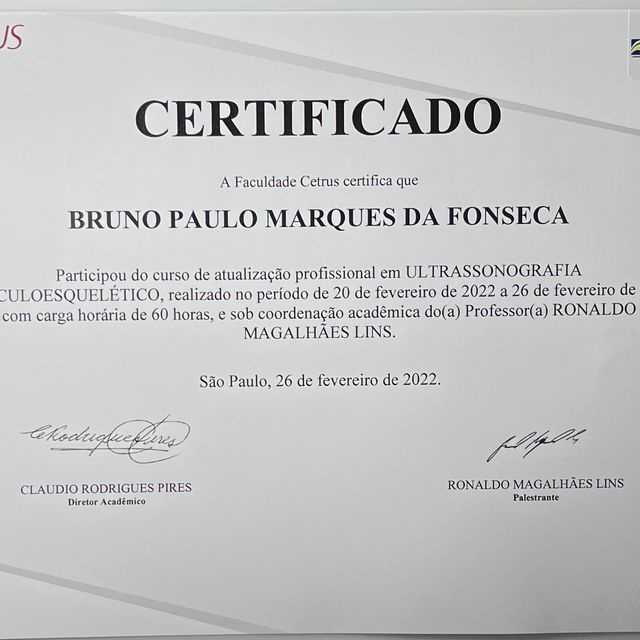 US
CERTIFICADO
A Faculdade Cetrus certifica que
BRUNO PAULO MARQUES DA FONSECA
Participou do curso de atualização profissional em ULTRASSONOGRAFIA
CULOESQUELÉTICO, realizado no período de 20 de fevereiro de 2022 a 26 de fevereiro de
com carga horária de 60 horas, e sob coordenação acadêmica do(a) Professor(a) RONALDO
MAGALHÃES LINS.
São Paulo, 26 de fevereiro de 2022.
CLAUDIO RODRIGUES PIRES
Diretor Acadêmico
RONALDO MAGALHÃES LINS
Palestrante